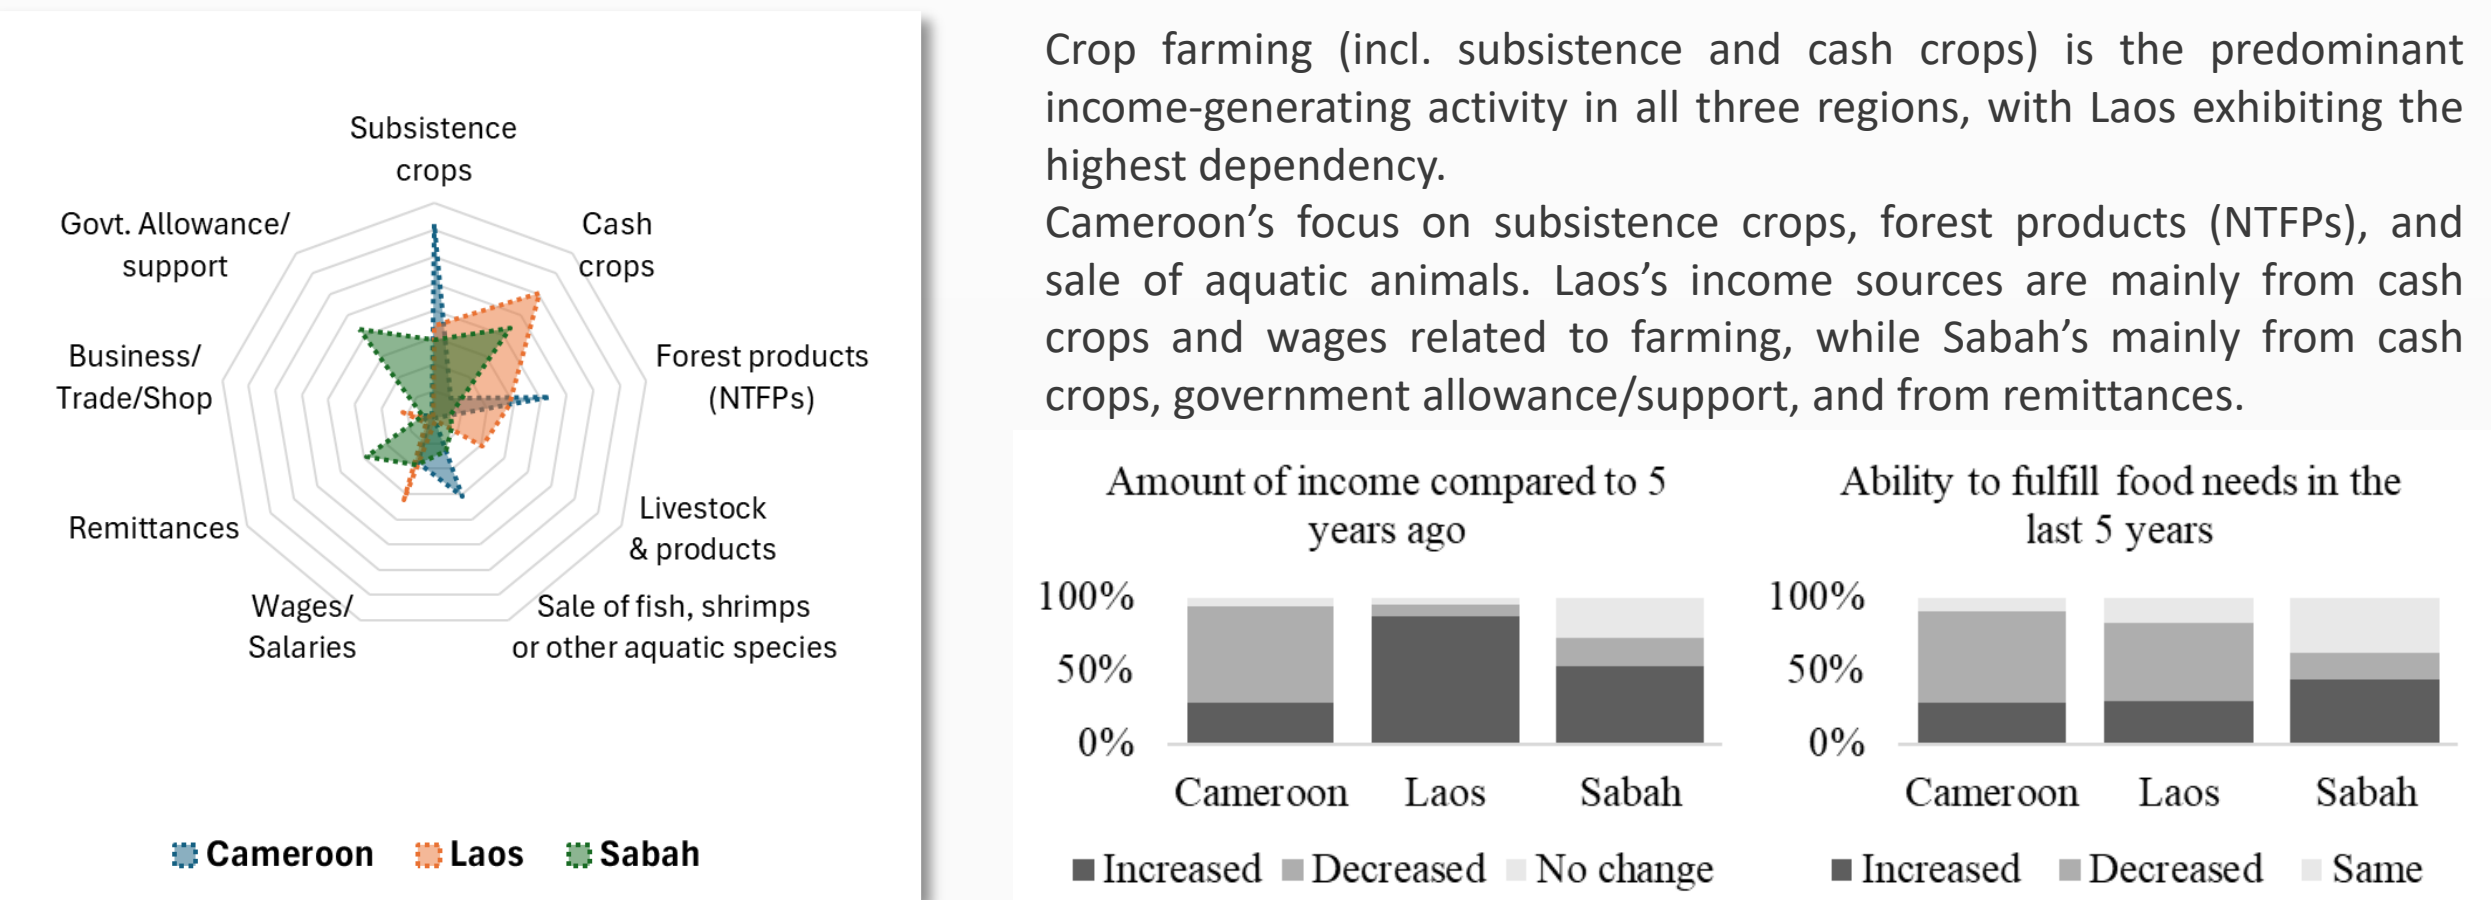 Subsistence
crops
Govt. Allowance/
support
Cash
crops
Business/
Trade/Shop
Forest products
(NTFPs)
Remittances
Livestock
& products
Wages/
Salaries
Sale of fish, shrimps
or other aquatic species
Cameroon Laos Sabah
Crop farming (incl. subsistence and cash crops) is the predominant
income-generating activity in all three regions, with Laos exhibiting the
highest dependency.
Cameroon’s focus on subsistence crops, forest products (NTFPs), and
sale of aquatic animals. Laos’s income sources are mainly from cash
crops and wages related to farming, while Sabah’s mainly from cash
crops, government allowance/support, and from remittances.
Amount of income compared to 5
years ago
100%
50%
0%
Cameroon Laos Sabah
Increased Decreased No change
Ability to fulfill food needs in the
last 5 years
100%
50%
0%
Cameroon Laos Sabah
Increased Decreased Same